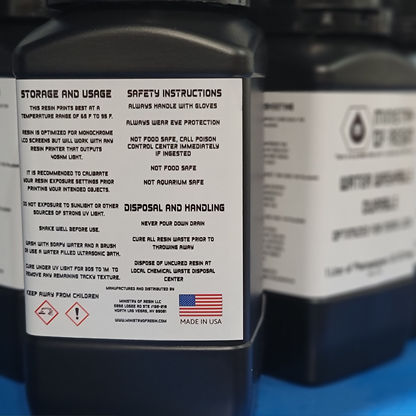 STORAGE AND USAGE
THIS RESIN PRINTS BEST AT A
TEMPERATURE RANGE OF 65 F TO 95 F.
RESIN IS OPTIMIZED FOR MONOCHROME
LCD SCREENS BUT WILL WORK WITH ANY
RESIN PRINTER THAT OUTPUTS
405NM LIGHT.
IT IS RECOMMENDED TO CALIBRATE
YOUR RESIN EXPOSURE SETTINGS PRIOR
PRINTING YOUR INTENDED OBJECTS.
DO NOT EXPOSURE TO SUNLIGHT OR OTHER
SOURCES OF STRONG UV LIGHT.
SHAKE WELL BEFORE USE.
WASH WITH SOAPY WATER AND A BRUSH
OR USE A WATER FILLED ULTRASONIC BATH.
CURE UNDER UV LIGHT FOR 30S TO 1M TO
REMOVE ANY REMAINING TACKY TEXTURE.
KEEP AWAY FROM CHILDREN
SAFETY INSTRUCTIONS
ALWAYS HANDLE WITH GLOVES
ALWAYS WEAR EYE PROTECTION
NOT FOOD SAFE, CALL POISON
CONTROL CENTER IMMEDIATELY
IF INGESTED
NOT FOOD SAFE
NOT AQUARIUM SAFE
DISPOSAL AND HANDLING
NEVER POUR DOWN DRAIN
CURE ALL RESIN WASTE PRIOR TO
THROWING AWAY
DISPOSE OF UNCURED RESIN AT
LOCAL CHEMICAL WASTE DISPOSAL
CENTER
MANUFACTURED AND DISTRIBUTED BY
MINISTRY OF RESIN LLC
NORTH LAS VEGAS, NV 89081
WWW.MINISTRYOFRESIN.COM
MADE IN USA
MINISTRY
OF RESIN
WATER WASHABLE
DURABLE